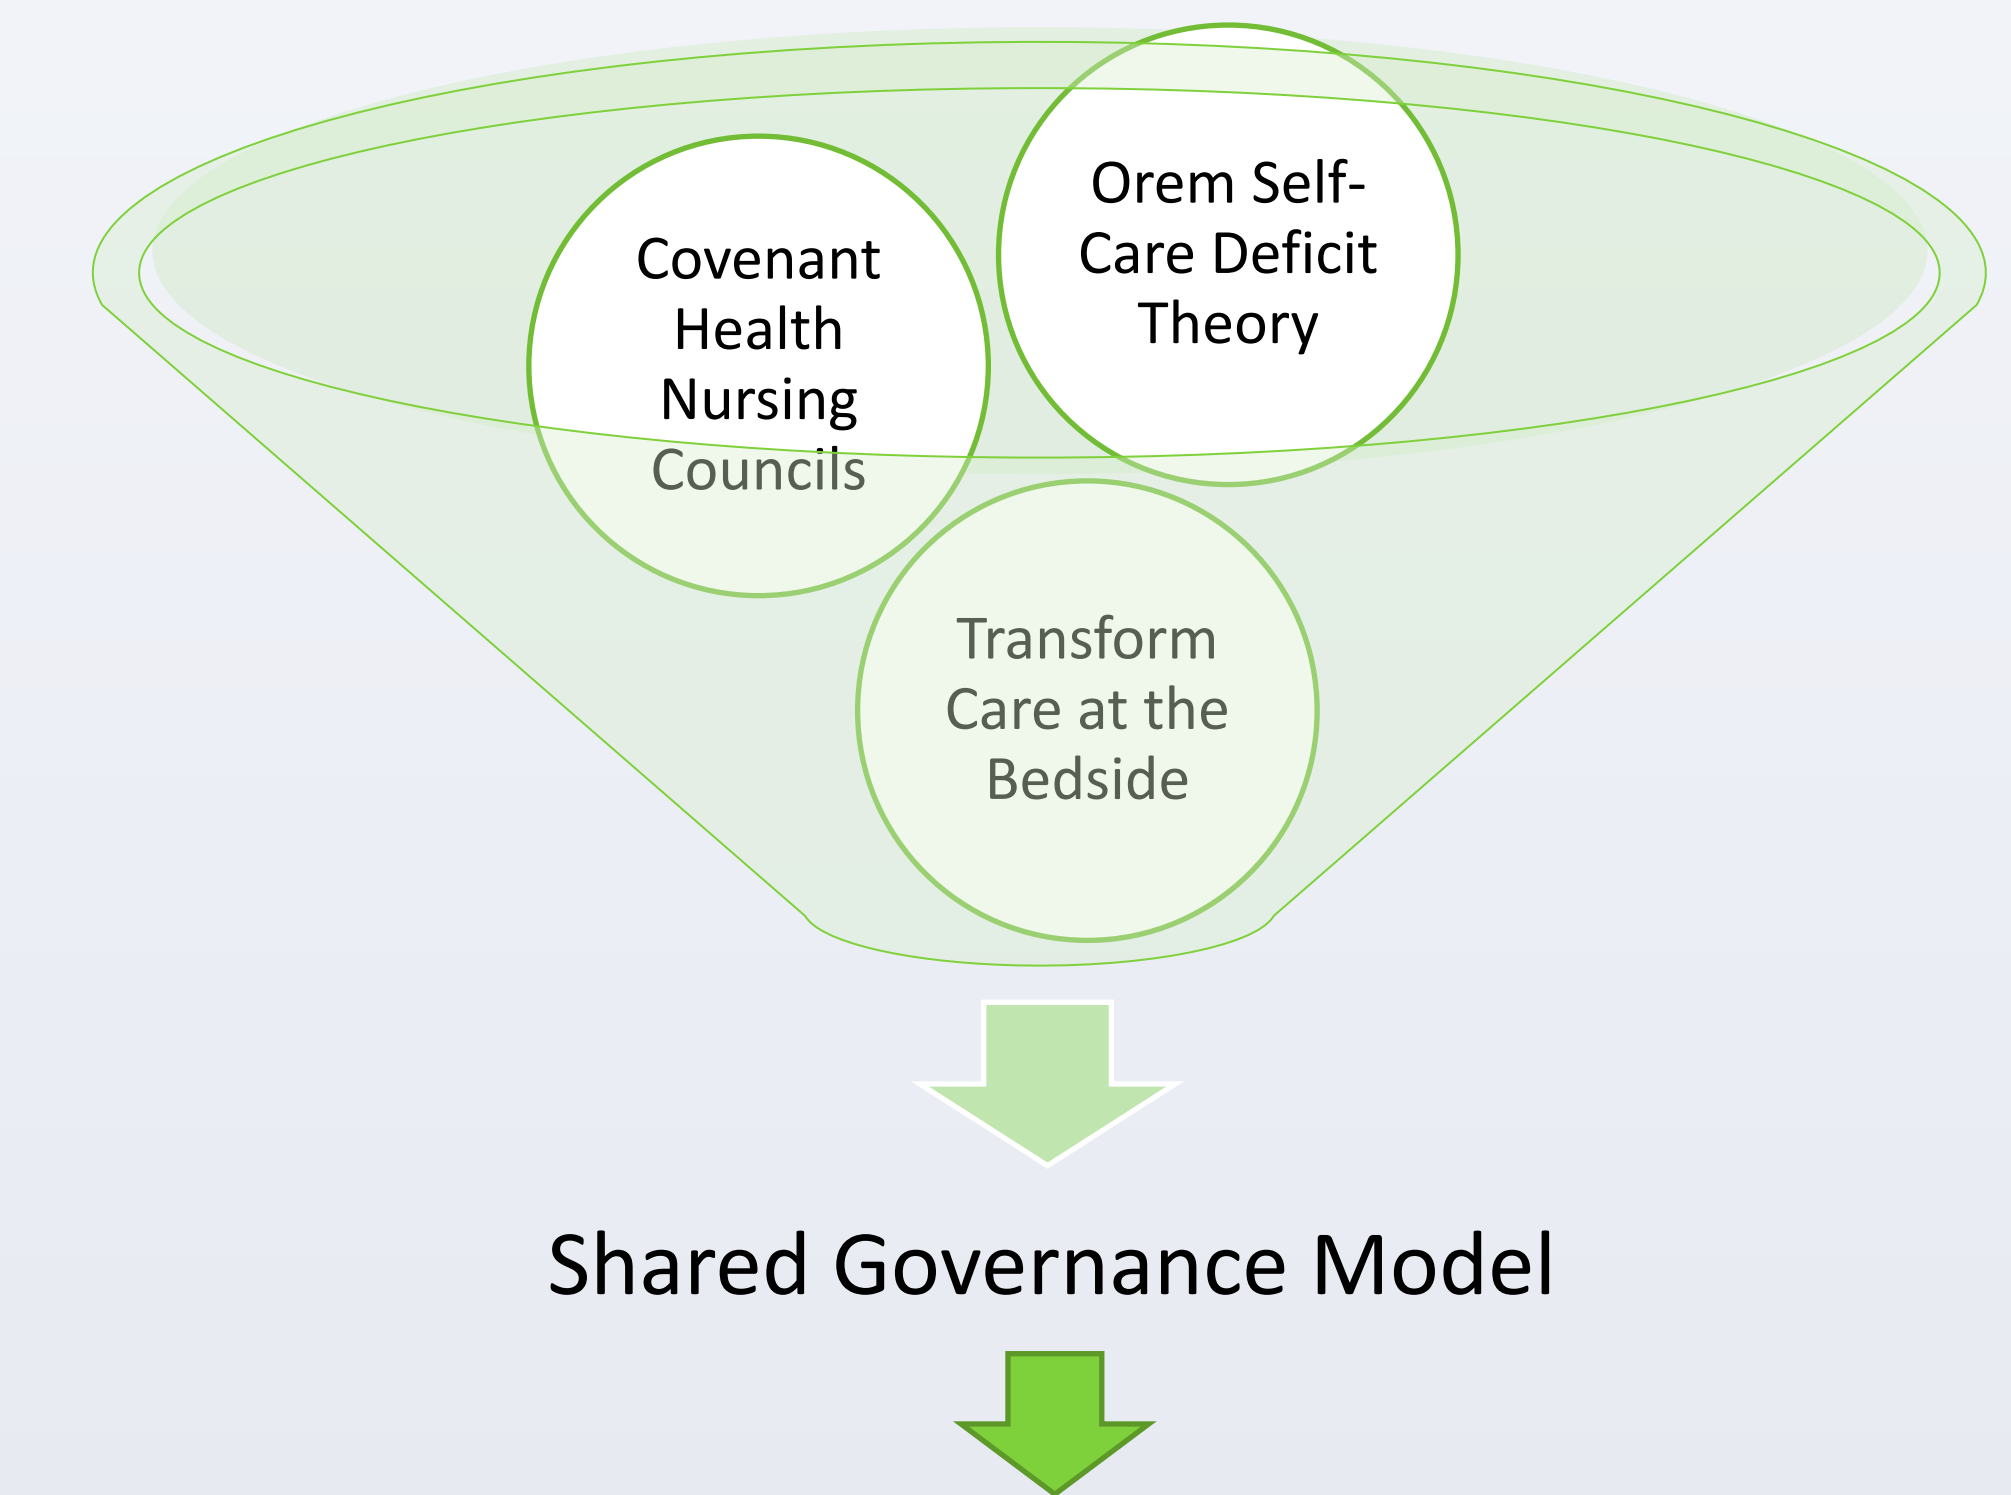 Orem Self-
Care Deficit
Theory
Covenant
Health
Nursing
Councils
Transform
Care at the
Bedside
Shared Governance Model